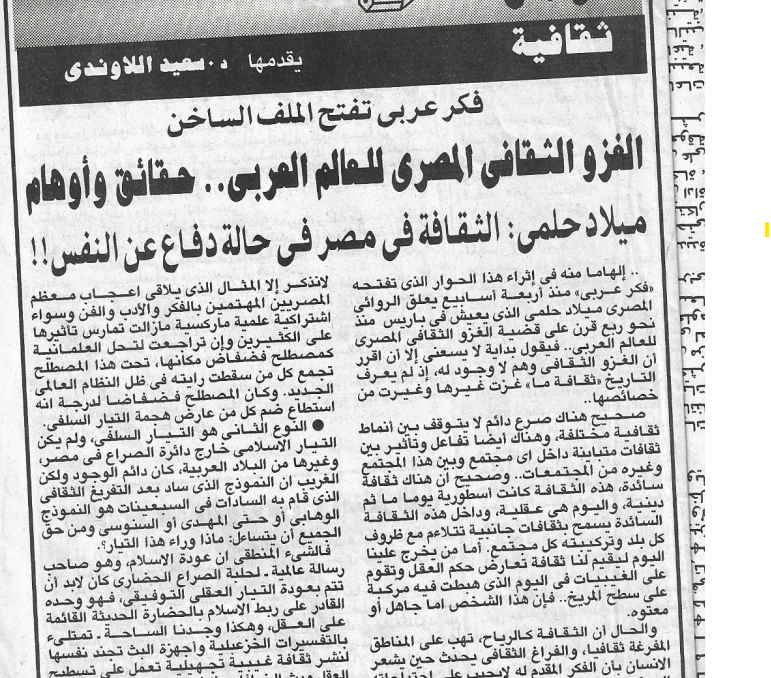 ثقافية
يقدمها د. سعيد اللاوندى
فكر عربى تفتح الملف الساخن
الغزو الثقافى المصرى للعالم العربى.. حقائق وأوهام
ميلاد حلمى: الثقافة فى مصر فى حالة دفاع عن النفس!!
.. إلهاما منه فى إثراء هذا الحوار الذى تفتحه
«فكر عربى» منذ أربعة أسابيع يعلق الروائي
المصرى ميلاد حلمى الذى يعيش فى باريس منذ
نحو ربع قرن على قضية الغزو الثقافى المصرى
للعالم العربى.. فيقول بداية لا يسعنى إلا أن اقرر
أن الغزو الثقافى وهم لا وجود له، إذ لم يعرف
التاريخ «ثقافة ما» غزت غيرها وغيرت من
خصائصها..
صحيح هناك صرع دائم لا يتوقف بين أنماط
ثقافية مختلفة، وهناك أيضا تفاعل وتأثير بين
ثقافات متباينة داخل اى مجتمع وبين هذا المجتمع
وغيره من المجتمعات.. وصحيح ان هناك ثقافة
سائدة، هذه الثقافة كانت أسطورية يوما ما ثم
دينية، واليوم هى عقلية، وداخل هذه الثقافة
السائدة يسمح بثقافات جانبية تتلاءم مع ظروف
كل بلد وتركيبته كل مجتمع. أما من يخرج علينا
اليوم ليقيم لنا ثقافة تعارض حكم العقل وتقوم
على الغيبيات فى اليوم الذى هبطت فيه مركبة
على سطح المريخ.. فإن هذا الشخص اما جاهل أو
معتوه.
والحال أن الثقافة كالرياح، تهب على المناطق
المفرغة ثقافيا، والفراغ الثقافى يحدث حين يشعر
الانسان بأن الفكر المقدم له لايجيب على احتياجاته
لانذكر إلا المثال الذى يلاقى اعجاب معظم
المصريين المهتمين بالفكر والأدب والفن وسواء
اشتراكية علمية ماركسية مازالت تمارس تأثيرها
على الكثيرين وإن تراجعت لتحل العلمانية
كمصطلح فضفاض مكانها، تحت هذا المصطلح
تجمع كل من سقطت رايته فى ظل النظام العالمى
الجديد. وكان المصطلح فضفاضا لدرجة انه
استطاع ضم كل من عارض هجمة التيار السلفى.
● النوع الثانى هو التيار السلفى، ولم يكن
التيار الاسلامى خارج دائرة الصراع فى مصر،
وغيرها من البلاد العربية، كان دائم الوجود ولكن
الغريب ان النموذج الذى ساد بعد التفريغ الثقافي
الذى قام به السادات فى السبعينات هو النموذج
الوهابى أو حتى المهدى أو السنوسى ومن حق
الجميع أن يتساءل: ماذا وراء هذا التيار؟.
فالشىء المنطقى ان عودة الاسلام، وهو صاحب
رسالة عالمية - لحلبة الصراع الحضارى كان لابد ان
تتم بعودة التيار العقلى التوفيقى، فهو وحده
القادر على ربط الاسلام بالحضارة الحديثة القائمة
على العقل، وهكذا وجدنا الساحة - تمتلىء
بالتفسيرات الخزعبلية وأجهزة البث تجند نفسها
لنشر ثقافة غيبية تجهيلية تعمل على تسطيح